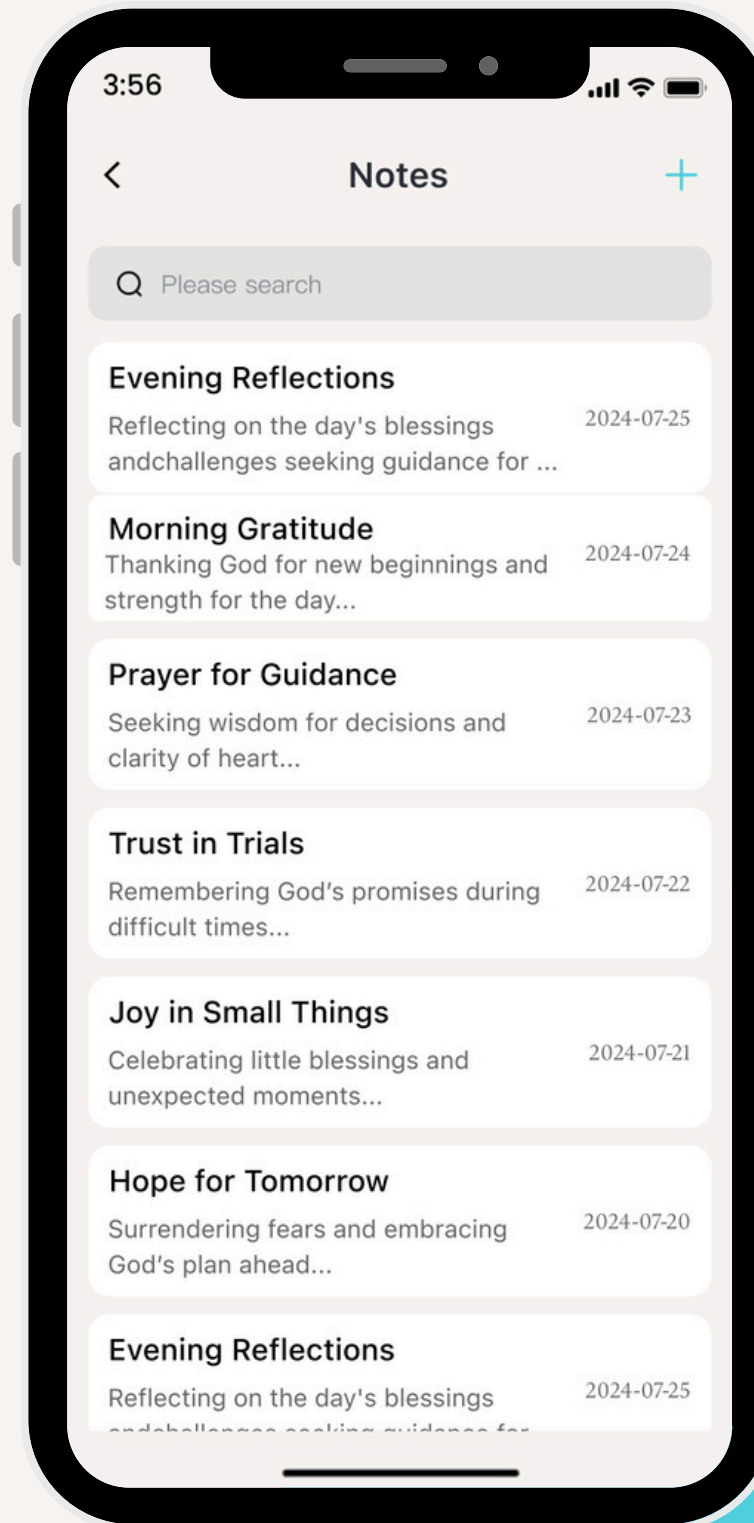 3:56
Notes
Please search
Evening Reflections
Reflecting on the day's blessings
andchallenges seeking guidance for ...
2024-07-25
Morning Gratitude
Thanking God for new beginnings and
strength for the day...
2024-07-24
Prayer for Guidance
Seeking wisdom for decisions and
clarity of heart...
2024-07-23
Trust in Trials
Remembering God’s promises during
difficult times...
2024-07-22
Joy in Small Things
Celebrating little blessings and
unexpected moments...
2024-07-21
Hope for Tomorrow
Surrendering fears and embracing
God’s plan ahead...
2024-07-20
Evening Reflections
Reflecting on the day's blessings
andchallenges seeking guidance for
2024-07-25